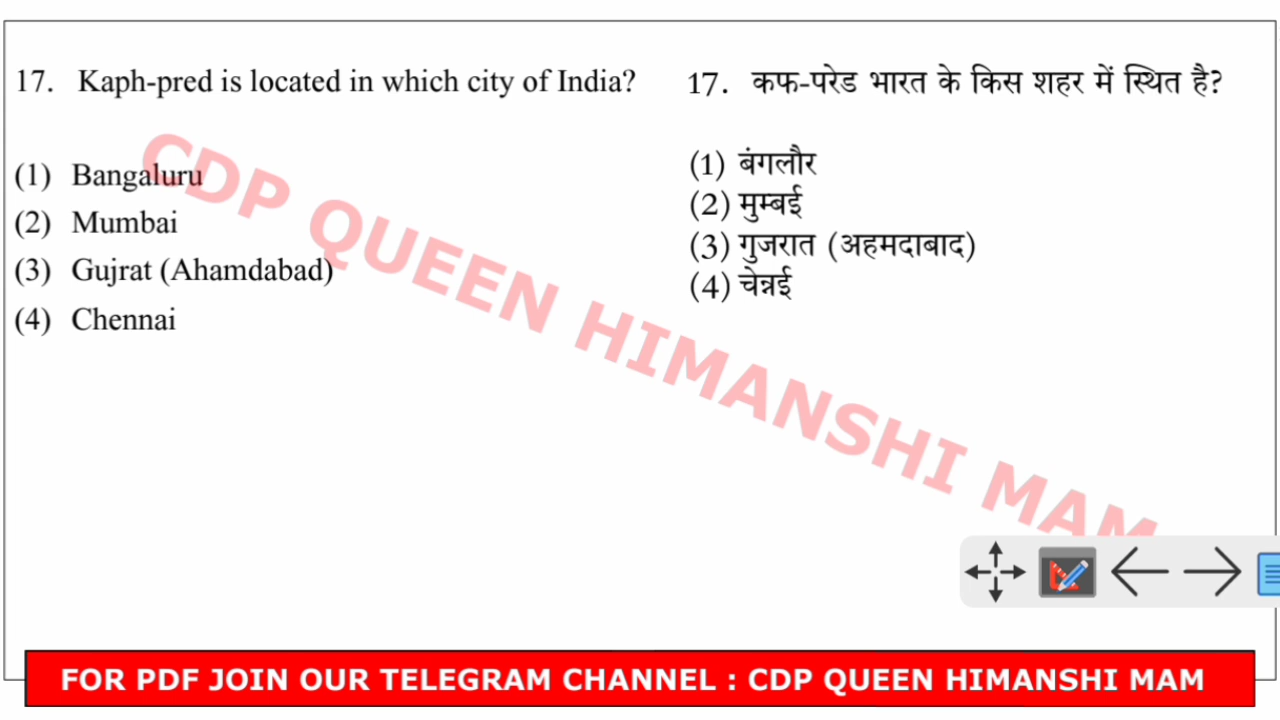 17. Kaph-pred is located in which city of India?
(1) Bangaluru
(2) Mumbai
(3) Gujrat (Ahamdabad)
(4) Chennai
17. कफ-परेड भारत के किस शहर में स्थित है?
(1) बंगलौर
(2) मुम्बई
(3) गुजरात (अहमदाबाद)
(4) चेन्नई
CDP QUEEN HIMANSHI MAM
FOR PDF JOIN OUR TELEGRAM CHANNEL : CDP QUEEN HIMANSHI MAM